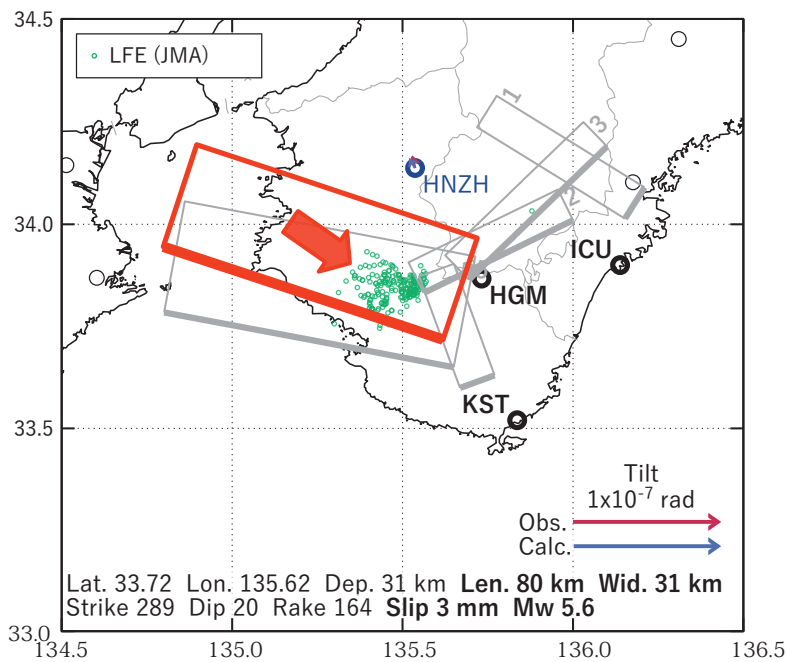 34.5
LFE (JMA)
1
3
HNZH
2
34.0
ICU
HGM
KST
33.5
Tilt
1x10⁻⁷ rad
Obs.
Calc.
Lat. 33.72 Lon. 135.62 Dep. 31 km Len. 80 km Wid. 31 km
Strike 289 Dip 20 Rake 164 Slip 3 mm Mw 5.6
33.0
134.5 135.0 135.5 136.0 136.5